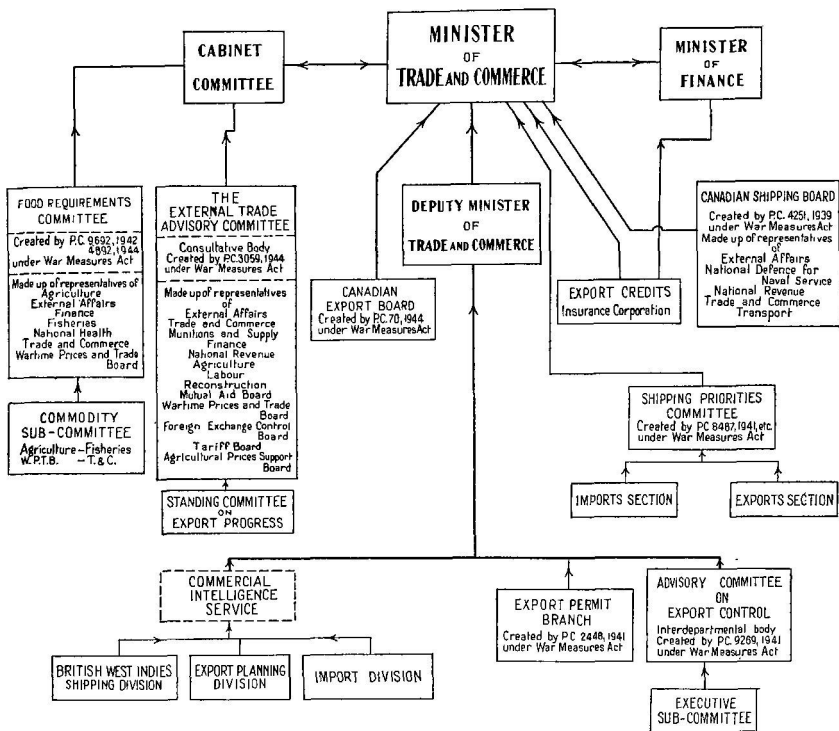 CABINET
COMMITTEE
MINISTER
OF
TRADE AND COMMERCE
MINISTER
OF
FINANCE
FOOD REQUIREMENTS
COMMITTEE
Created by P.C. 9692, 1942
4892, 1944
under War Measures Act
Made up of representatives of
Agriculture
External Affairs
Finance
Fisheries
National Health
Trade and Commerce
Wartime Prices and Trade
Board
COMMODITY
SUB-COMMITTEE
Agriculture - Fisheries
W.P.T.B. - T. & C.
THE
EXTERNAL TRADE
ADVISORY COMMITTEE
Consultative Body
Created by P.C. 3059, 1944
under War Measures Act
Made up of representatives
of
External Affairs
Trade and Commerce
Munitions and Supply
Finance
National Revenue
Agriculture
Labour
Reconstruction
Mutual Aid Board
Wartime Prices and Trade
Board
Foreign Exchange Control
Board
Tariff Board
Agricultural Prices Support
Board
STANDING COMMITTEE
ON
EXPORT PROGRESS
CANADIAN
EXPORT BOARD
Created by P.C. 70, 1944
under War Measures Act
DEPUTY MINISTER
OF
TRADE AND COMMERCE
EXPORT CREDITS
Insurance Corporation
CANADIAN SHIPPING BOARD
Created by P.C. 4251, 1939
under War Measures Act
Made up of representatives
of
External Affairs
National Defence for
Naval Service
National Revenue
Trade and Commerce
Transport
SHIPPING PRIORITIES
COMMITTEE
Created by PC 8487, 1941, etc.
under War Measures Act
IMPORTS SECTION
EXPORTS SECTION
COMMERCIAL
INTELLIGENCE
SERVICE
BRITISH WEST INDIES
SHIPPING DIVISION
EXPORT PLANNING
DIVISION
IMPORT DIVISION
EXPORT PERMIT
BRANCH
Created by P.C. 2448, 1941
under War Measures Act
ADVISORY COMMITTEE
ON
EXPORT CONTROL
Interdepartmental body
Created by P.C. 9269, 1941
under War Measures Act
EXECUTIVE
SUB-COMMITTEE